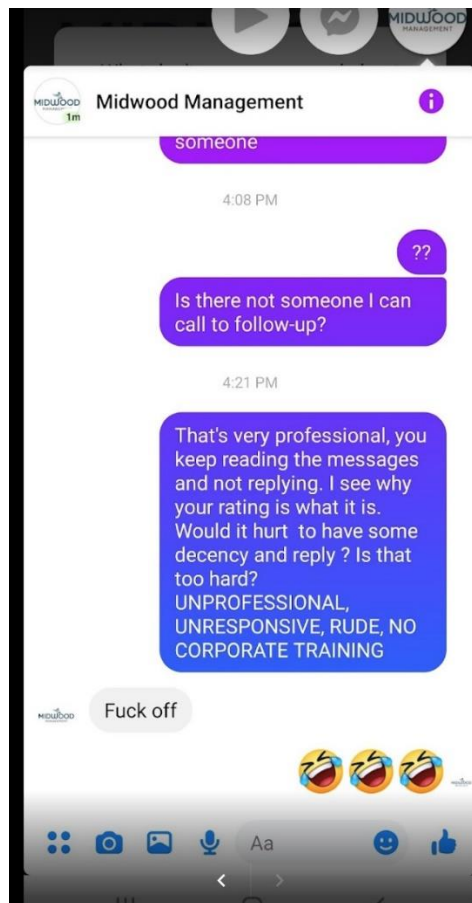 MIDWOOD
MANAGEMENT
MIDWOOD
1m
Midwood Management
someone
4:08 PM
??
Is there not someone I can
call to follow-up?
4:21 PM
That's very professional, you
keep reading the messages
and not replying. I see why
your rating is what it is.
Would it hurt  to have some
decency and reply ? Is that
too hard?
UNPROFESSIONAL,
UNRESPONSIVE, RUDE, NO
CORPORATE TRAINING
MIDWOOD
Fuck off
🤣🤣🤣
Aa